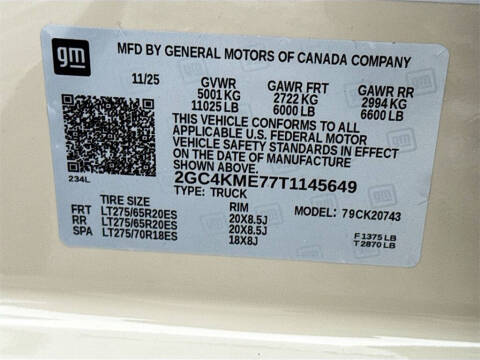 gm
MFD BY GENERAL MOTORS OF CANADA COMPANY
11/25 GVWR GAWR FRT GAWR RR
5001 KG 2722 KG 2994 KG
11025 LB 6000 LB 6600 LB
THIS VEHICLE CONFORMS TO ALL
APPLICABLE U.S. FEDERAL MOTOR
VEHICLE SAFETY STANDARDS IN EFFECT
ON THE DATE OF MANUFACTURE SHOWN ABOVE.
234L 2GC4KME77T1145649
TYPE: TRUCK
TIRE SIZE RIM MODEL: 79CK20743
FRT LT275/65R20ES 20X8.5J
RR LT275/65R20ES 20X8.5J F 1375 LB
SPA LT275/70R18ES 18X8J T 2870 LB